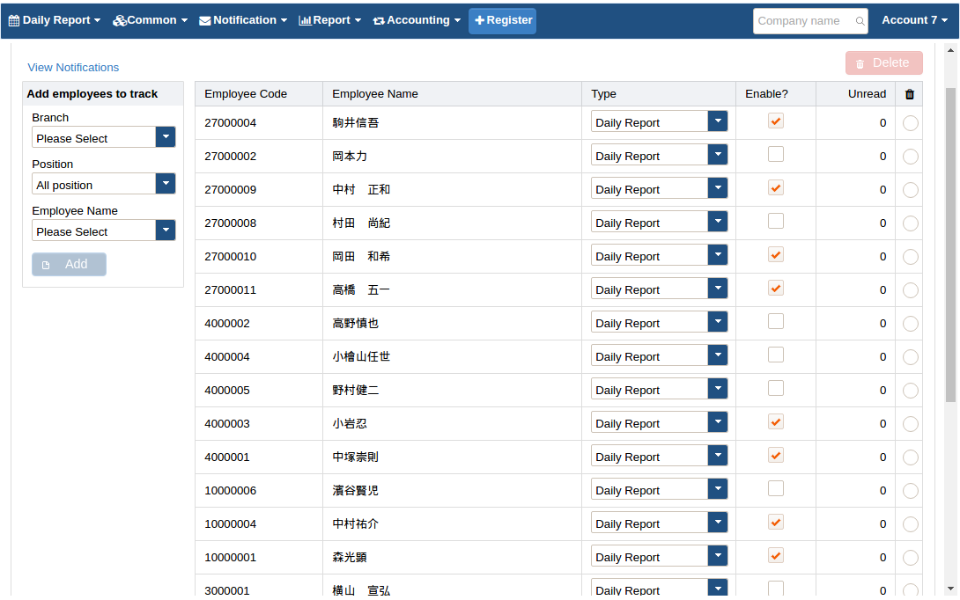 Daily Report Common Notification Report Accounting Register Company name Account 7
View Notifications Delete
Add employees to track
Branch
Please Select
Position
All position
Employee Name
Please Select
Add
Employee Code Employee Name Type Enable? Unread
27000004 駒井信吾 Daily Report 0
27000002 岡本力 Daily Report 0
27000009 中村　正和 Daily Report 0
27000008 村田　尚紀 Daily Report 0
27000010 岡田　和希 Daily Report 0
27000011 高橋　五一 Daily Report 0
4000002 高野慎也 Daily Report 0
4000004 小檜山任世 Daily Report 0
4000005 野村健二 Daily Report 0
4000003 小岩忍 Daily Report 0
4000001 中塚崇則 Daily Report 0
10000006 濱谷賢児 Daily Report 0
10000004 中村祐介 Daily Report 0
10000001 森光顕 Daily Report 0
3000001 横山　宣弘 Daily Report 0